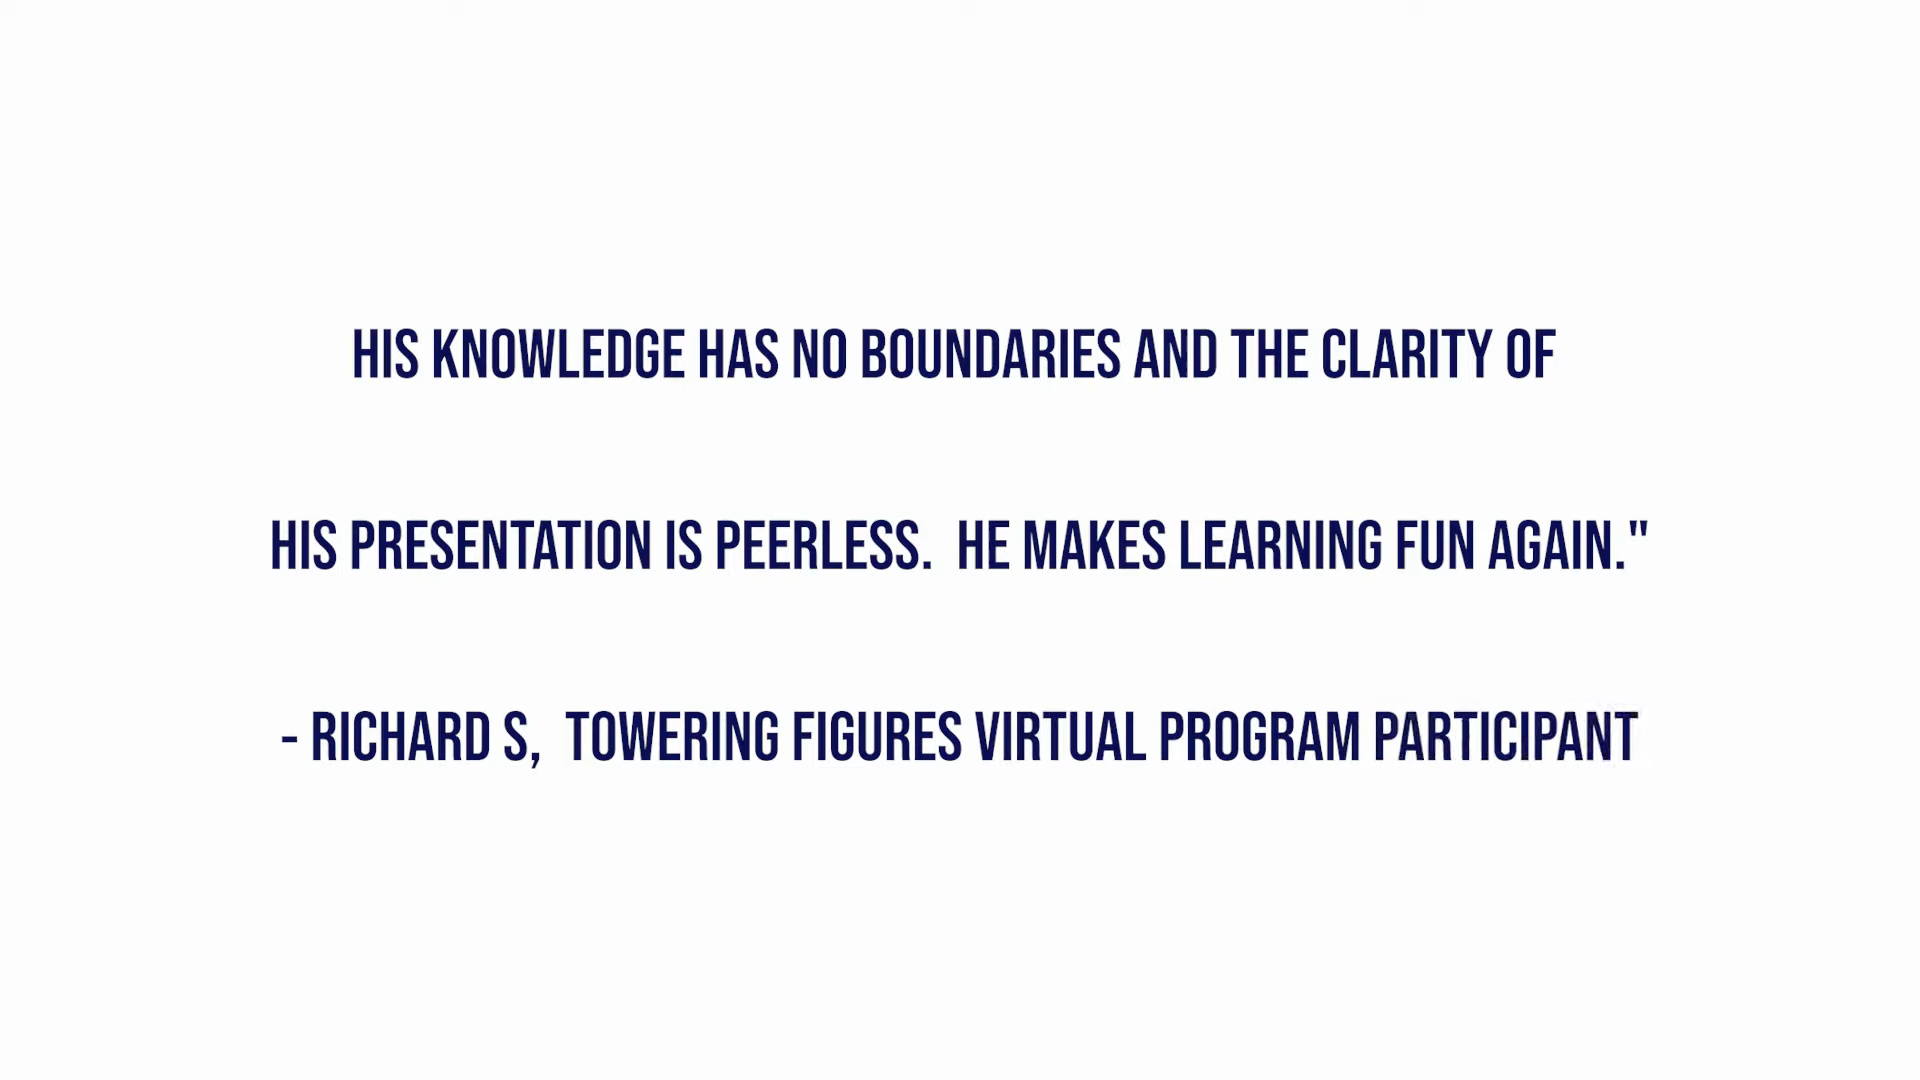 HIS KNOWLEDGE HAS NO BOUNDARIES AND THE CLARITY OF
HIS PRESENTATION IS PEERLESS.  HE MAKES LEARNING FUN AGAIN."
- RICHARD S,  TOWERING FIGURES VIRTUAL PROGRAM PARTICIPANT